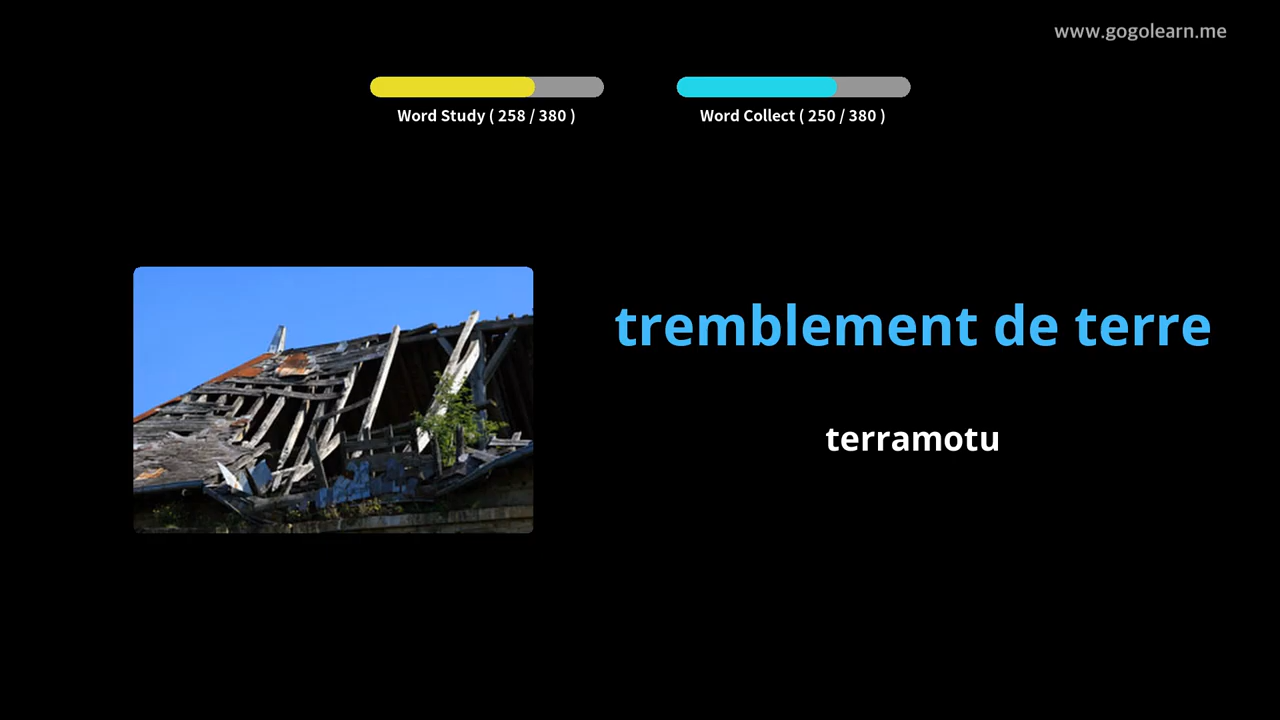 www.gogolearn.me
Word Study ( 258 / 380 )
Word Collect ( 250 / 380 )
tremblement de terre
terramotu